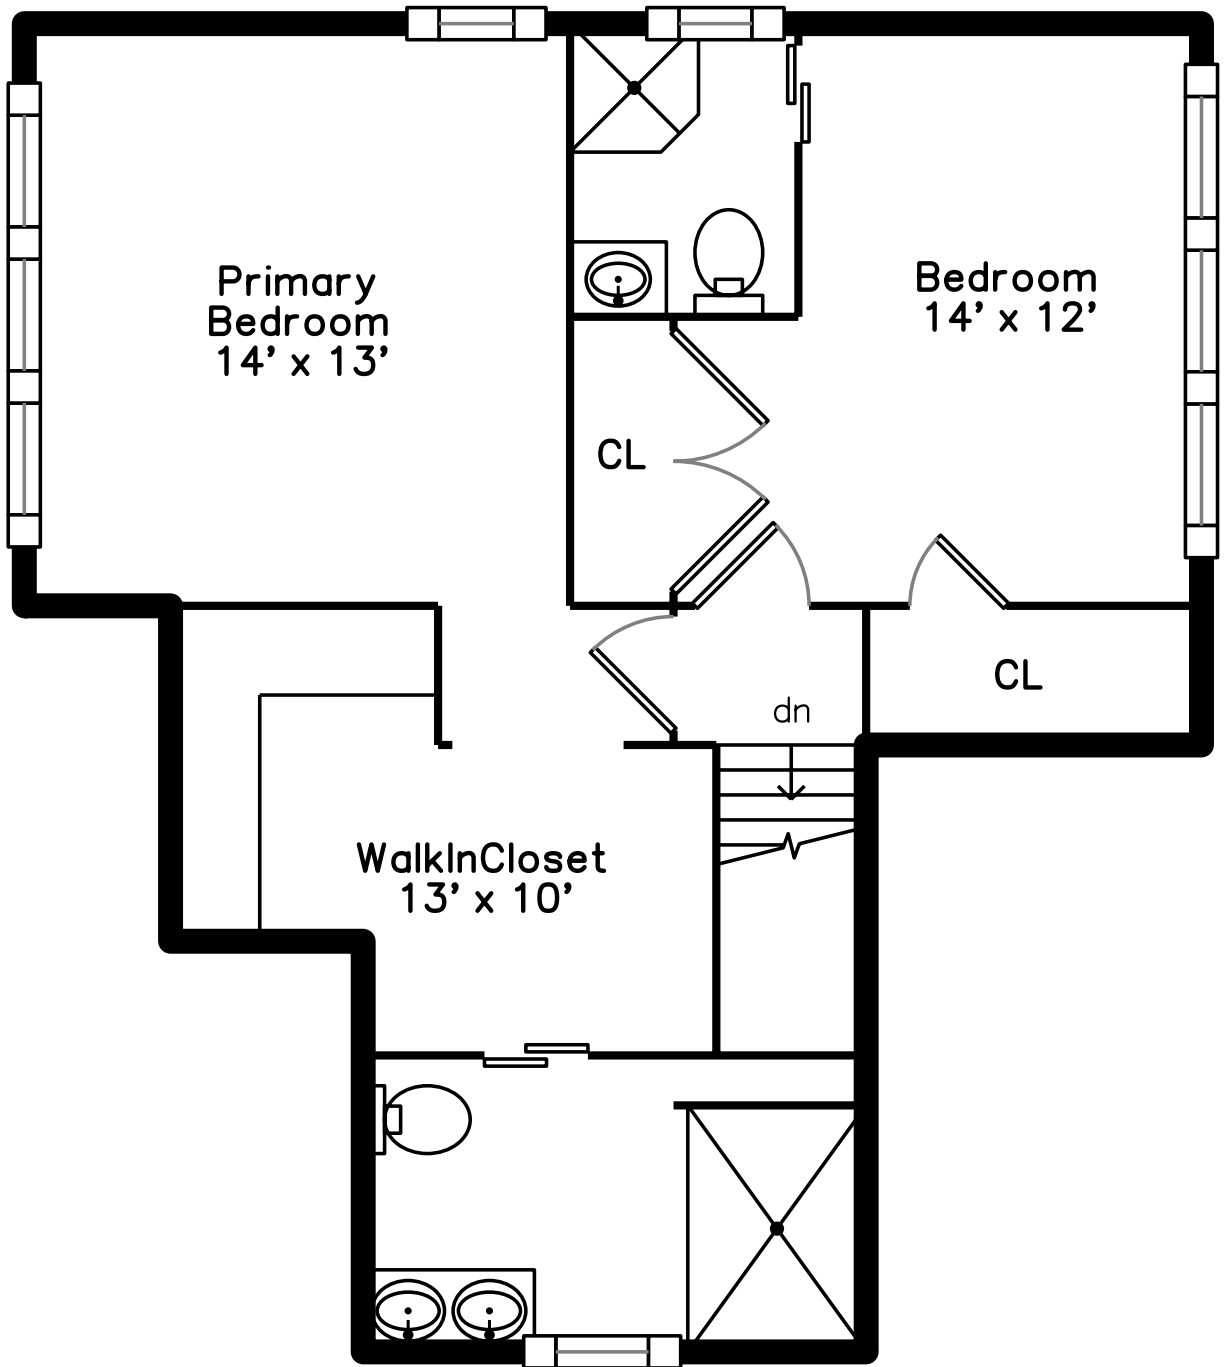 Primary
Bedroom
14' x 13'
Bedroom
14' x 12'
CL
CL
dn
WalkInCloset
13' x 10'